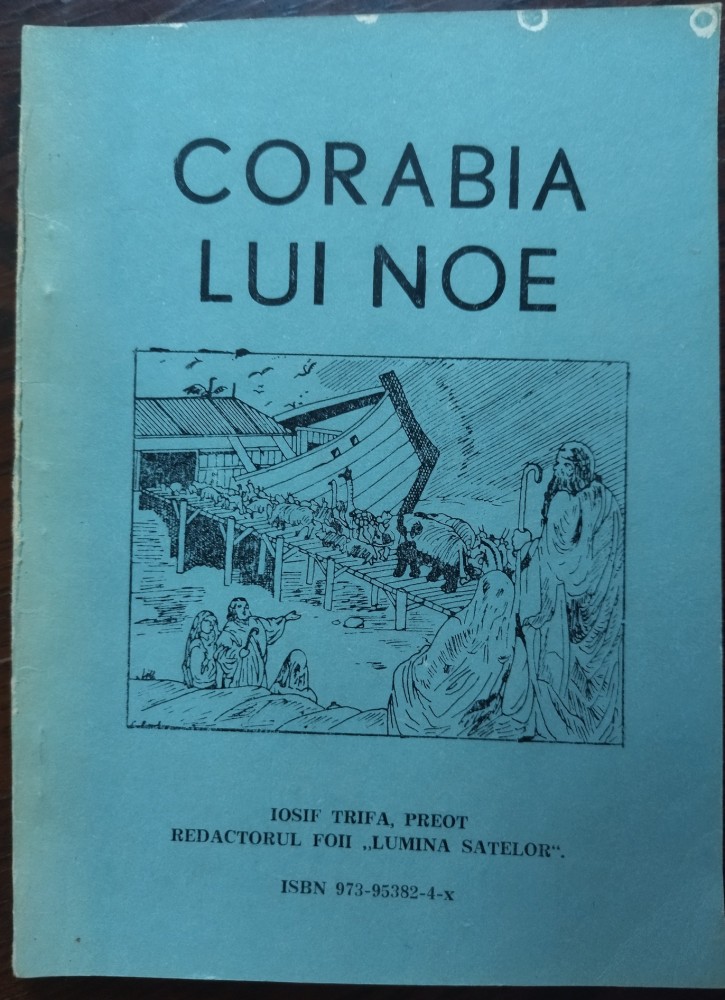 CORABIA
LUI NOE
IOSIF TRIFA, PREOT
REDACTORUL FOII „LUMINA SATELOR“.
ISBN 973-95382-4-x